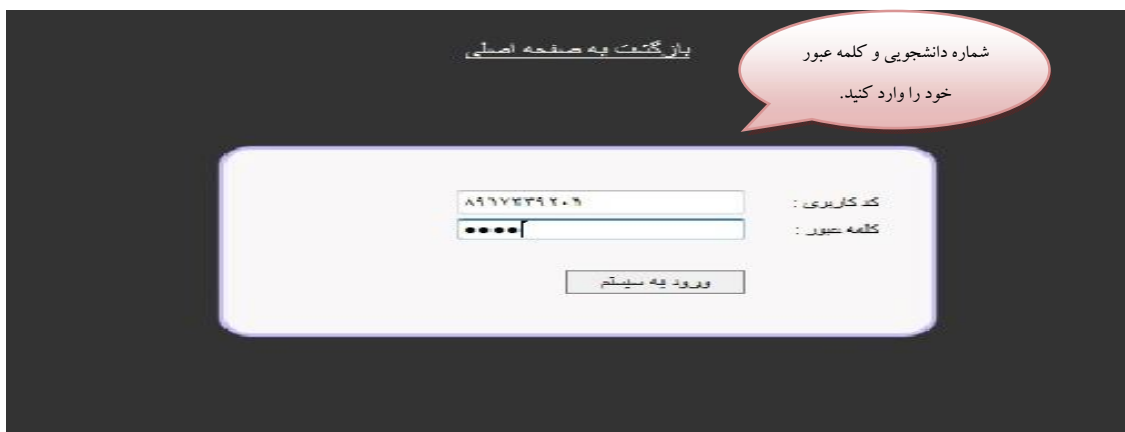 بازگشت به صفحه اصلی
شماره دانشجویی و کلمه عبور
خود را وارد کنید.
کد کاربری :
کلمه عبور :
ورود به سیستم